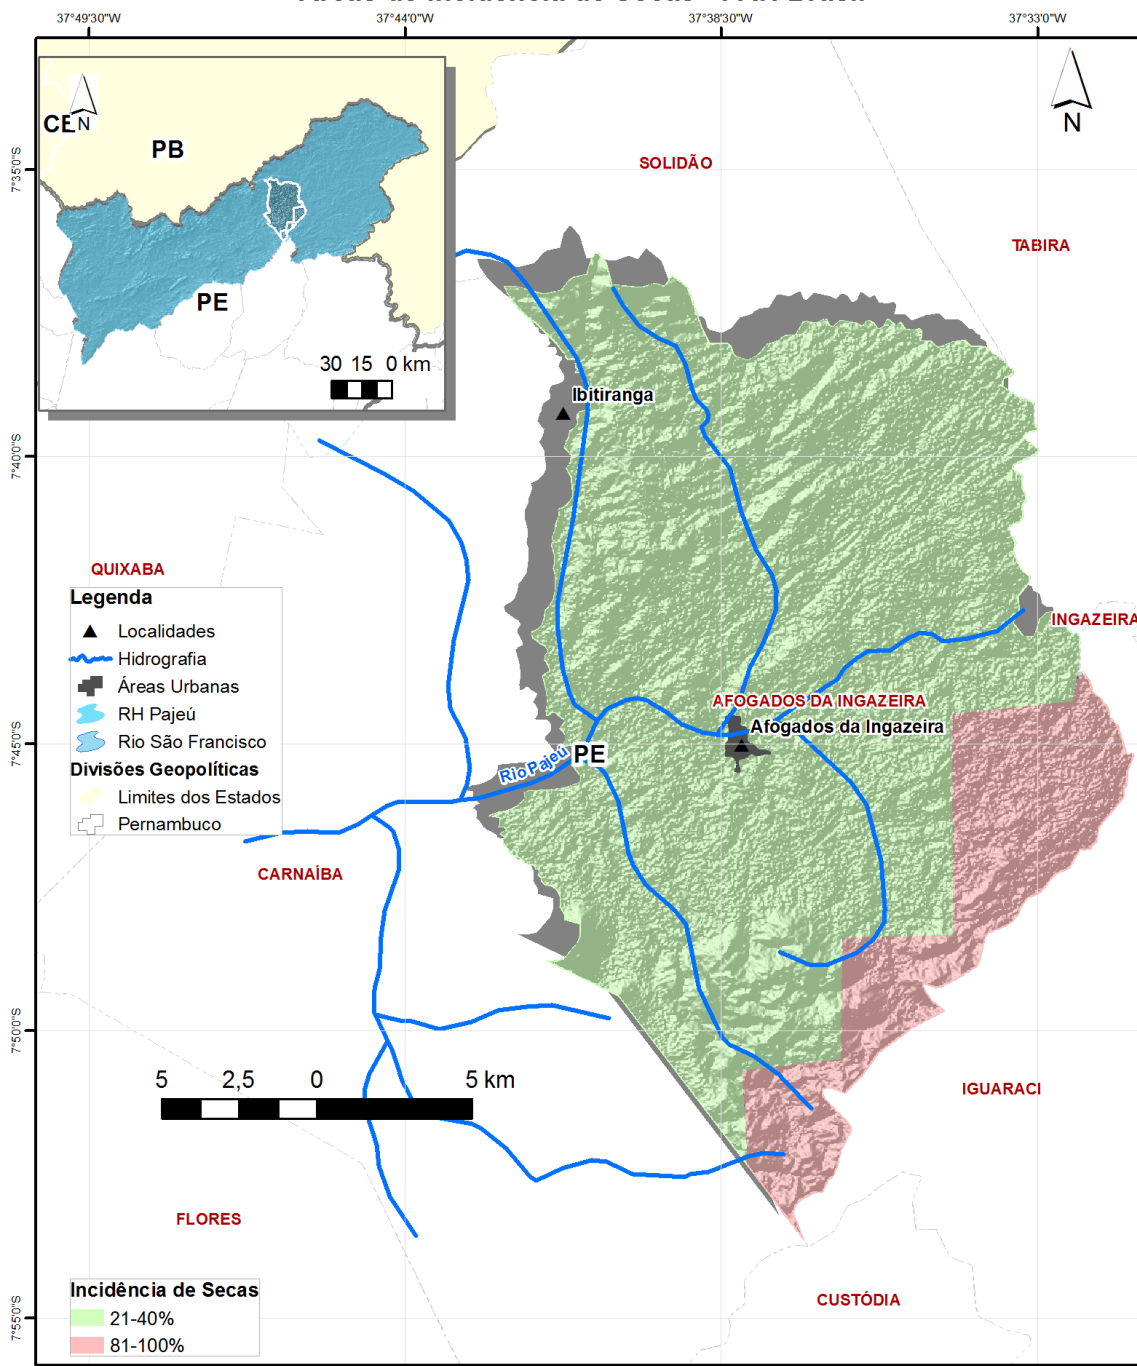 37°49'30"W
37°44'0"W
37°38'30"W
37°33'0"W
7°35'0"S
7°40'0"S
7°45'0"S
7°50'0"S
7°55'0"S
CE
N
PB
PE
30 15 0 km
N
SOLIDÃO
TABIRA
Ibitiranga
QUIXABA
INGAZEIRA
Legenda
Localidades
Hidrografia
Áreas Urbanas
RH Pajeú
Rio São Francisco
Divisões Geopolíticas
Limites dos Estados
Pernambuco
AFOGADOS DA INGAZEIRA
Afogados da Ingazeira
Rio Pajeú
PE
CARNAÍBA
5 2,5 0 5 km
IGUARACI
FLORES
CUSTÓDIA
Incidência de Secas
21-40%
81-100%